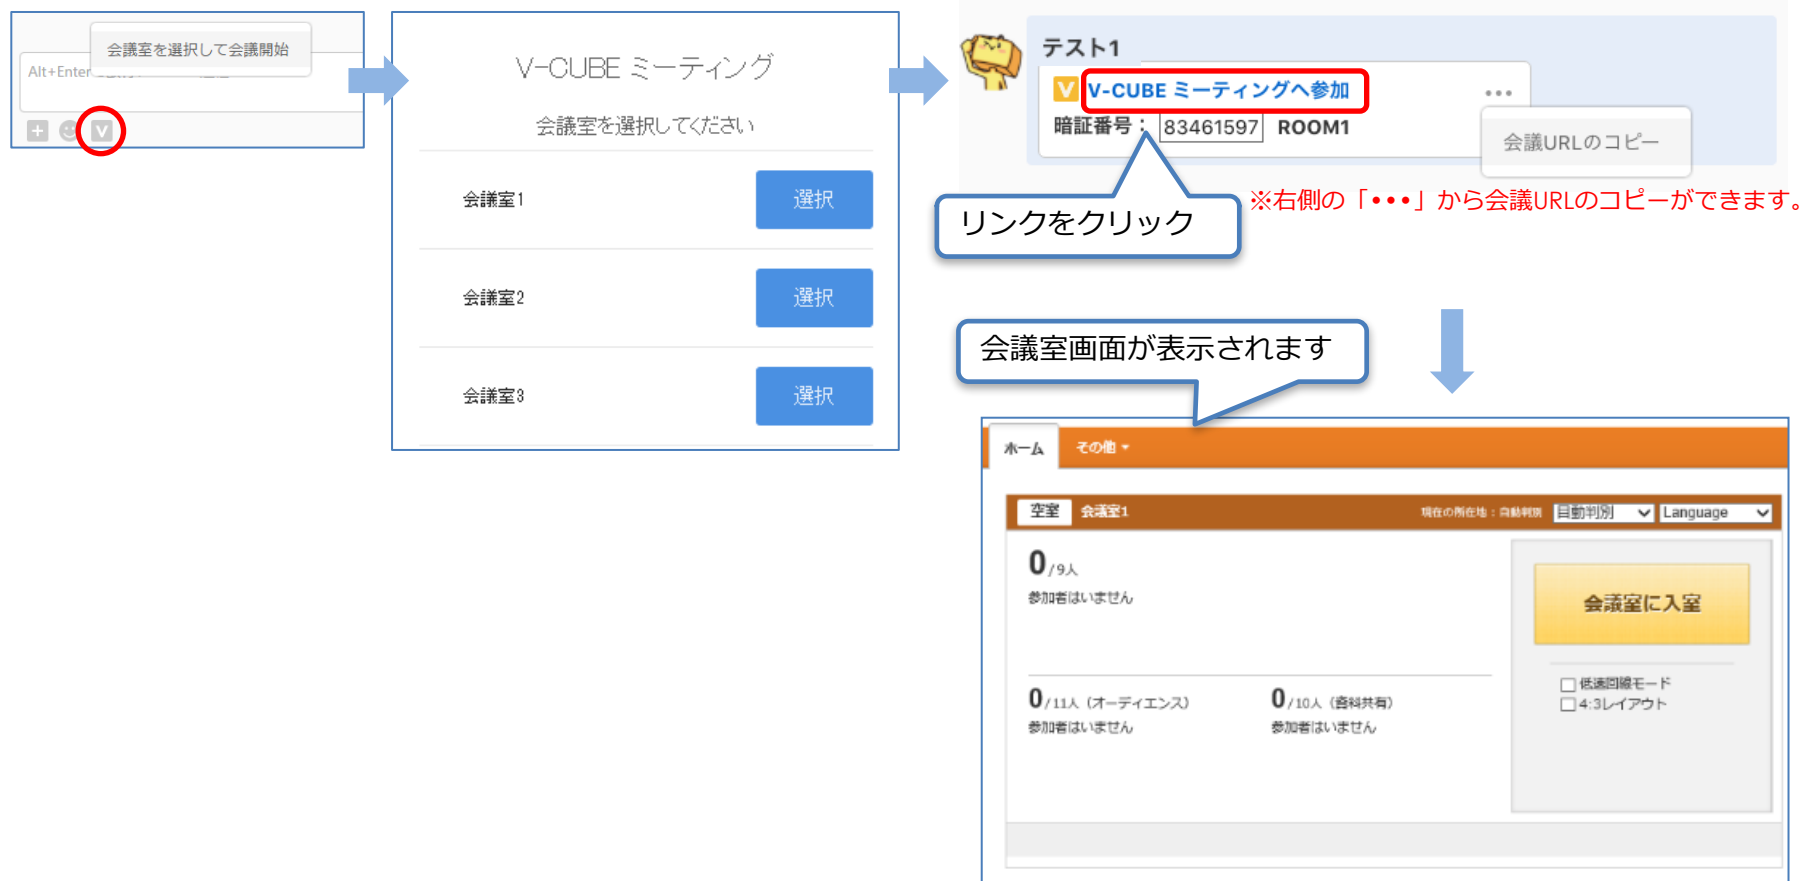 会議室を選択して会議開始
Alt+Enter
V
V-CUBE ミーティング
会議室を選択してください
会議室1
選択
会議室2
選択
会議室3
選択
テスト1
V V-CUBE ミーティングへ参加
暗証番号： 83461597 ROOM1
会議URLのコピー
※右側の「•••」から会議URLのコピーができます。
リンクをクリック
会議室画面が表示されます
ホーム その他
空室 会議室1 現在の所在地：自動判別 自動判別 Language
0/9人
参加者はいません
会議室に入室
低速回線モード
4:3レイアウト
0/11人（オーディエンス） 0/10人（資料共有）
参加者はいません 参加者はいません